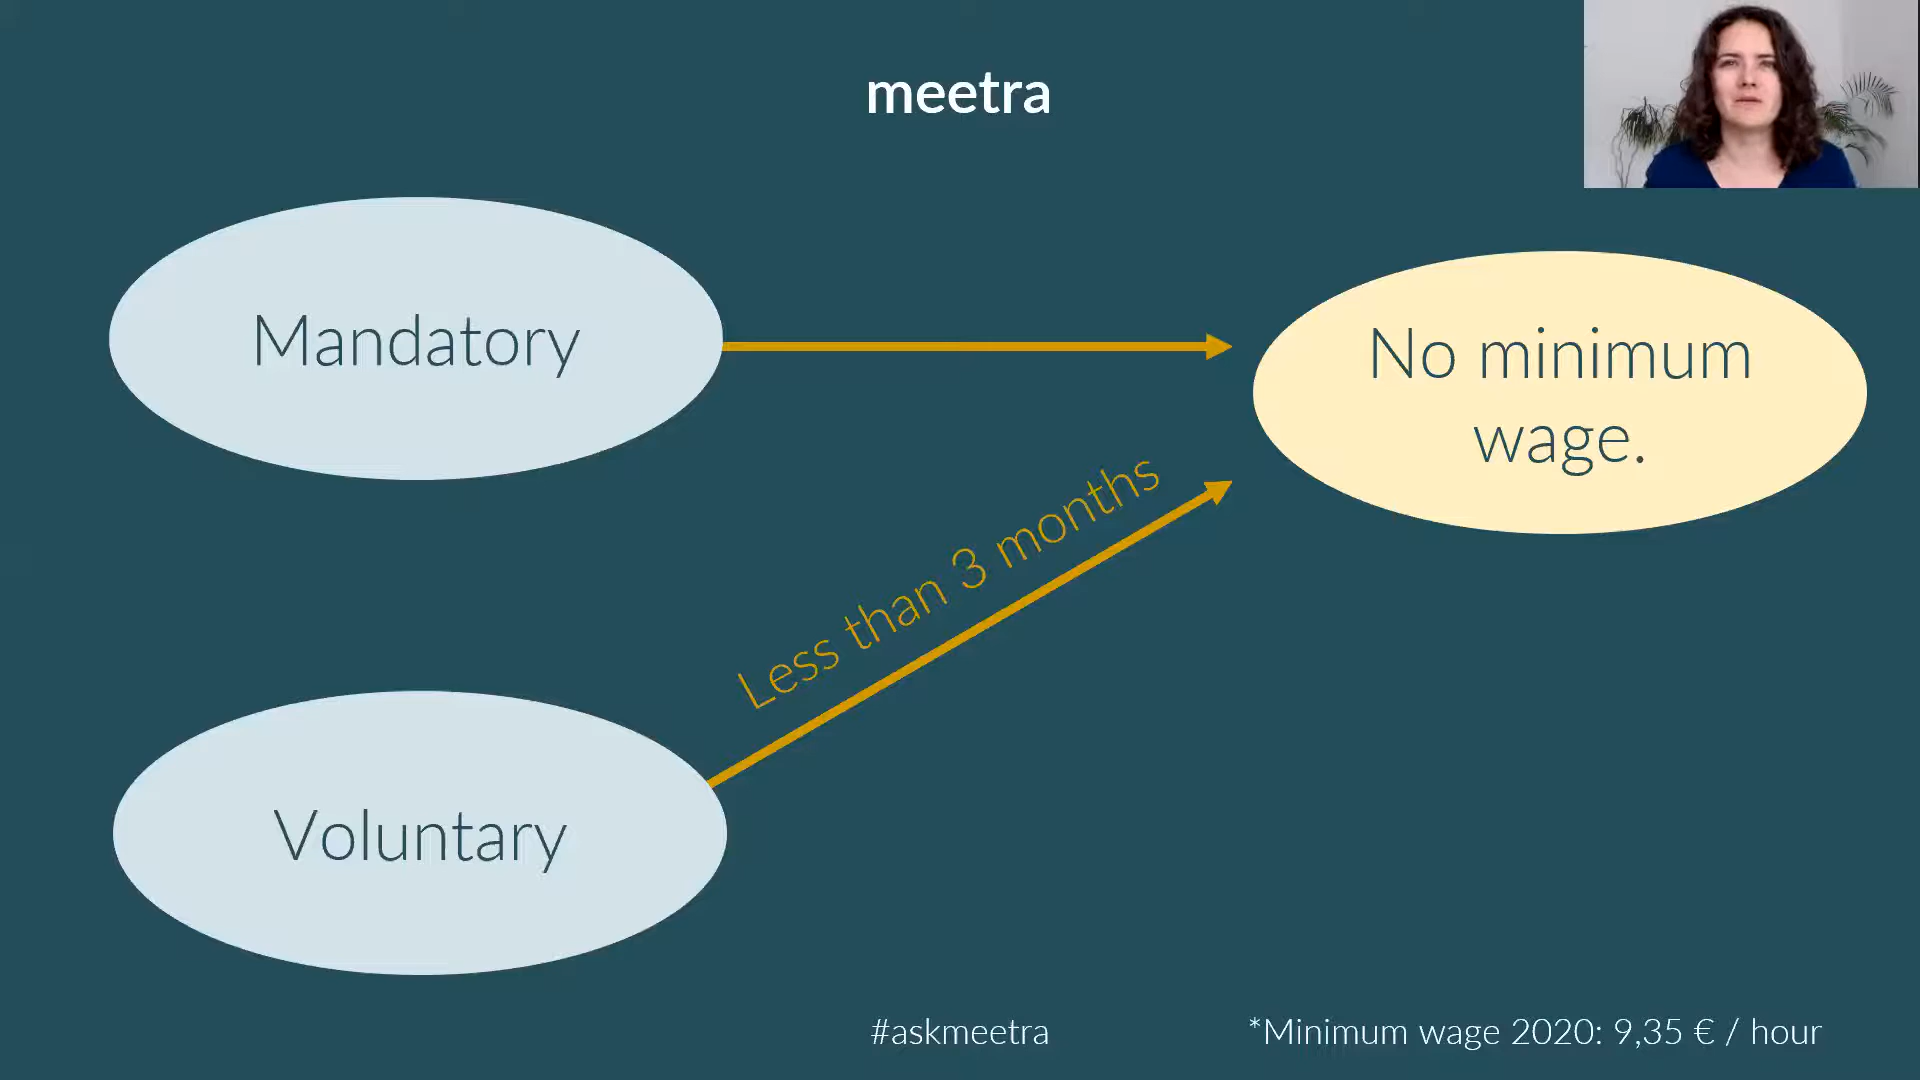 meetra
Mandatory
No minimum
wage.
Less than 3 months
Voluntary
#askmeetra
*Minimum wage 2020: 9,35 € / hour